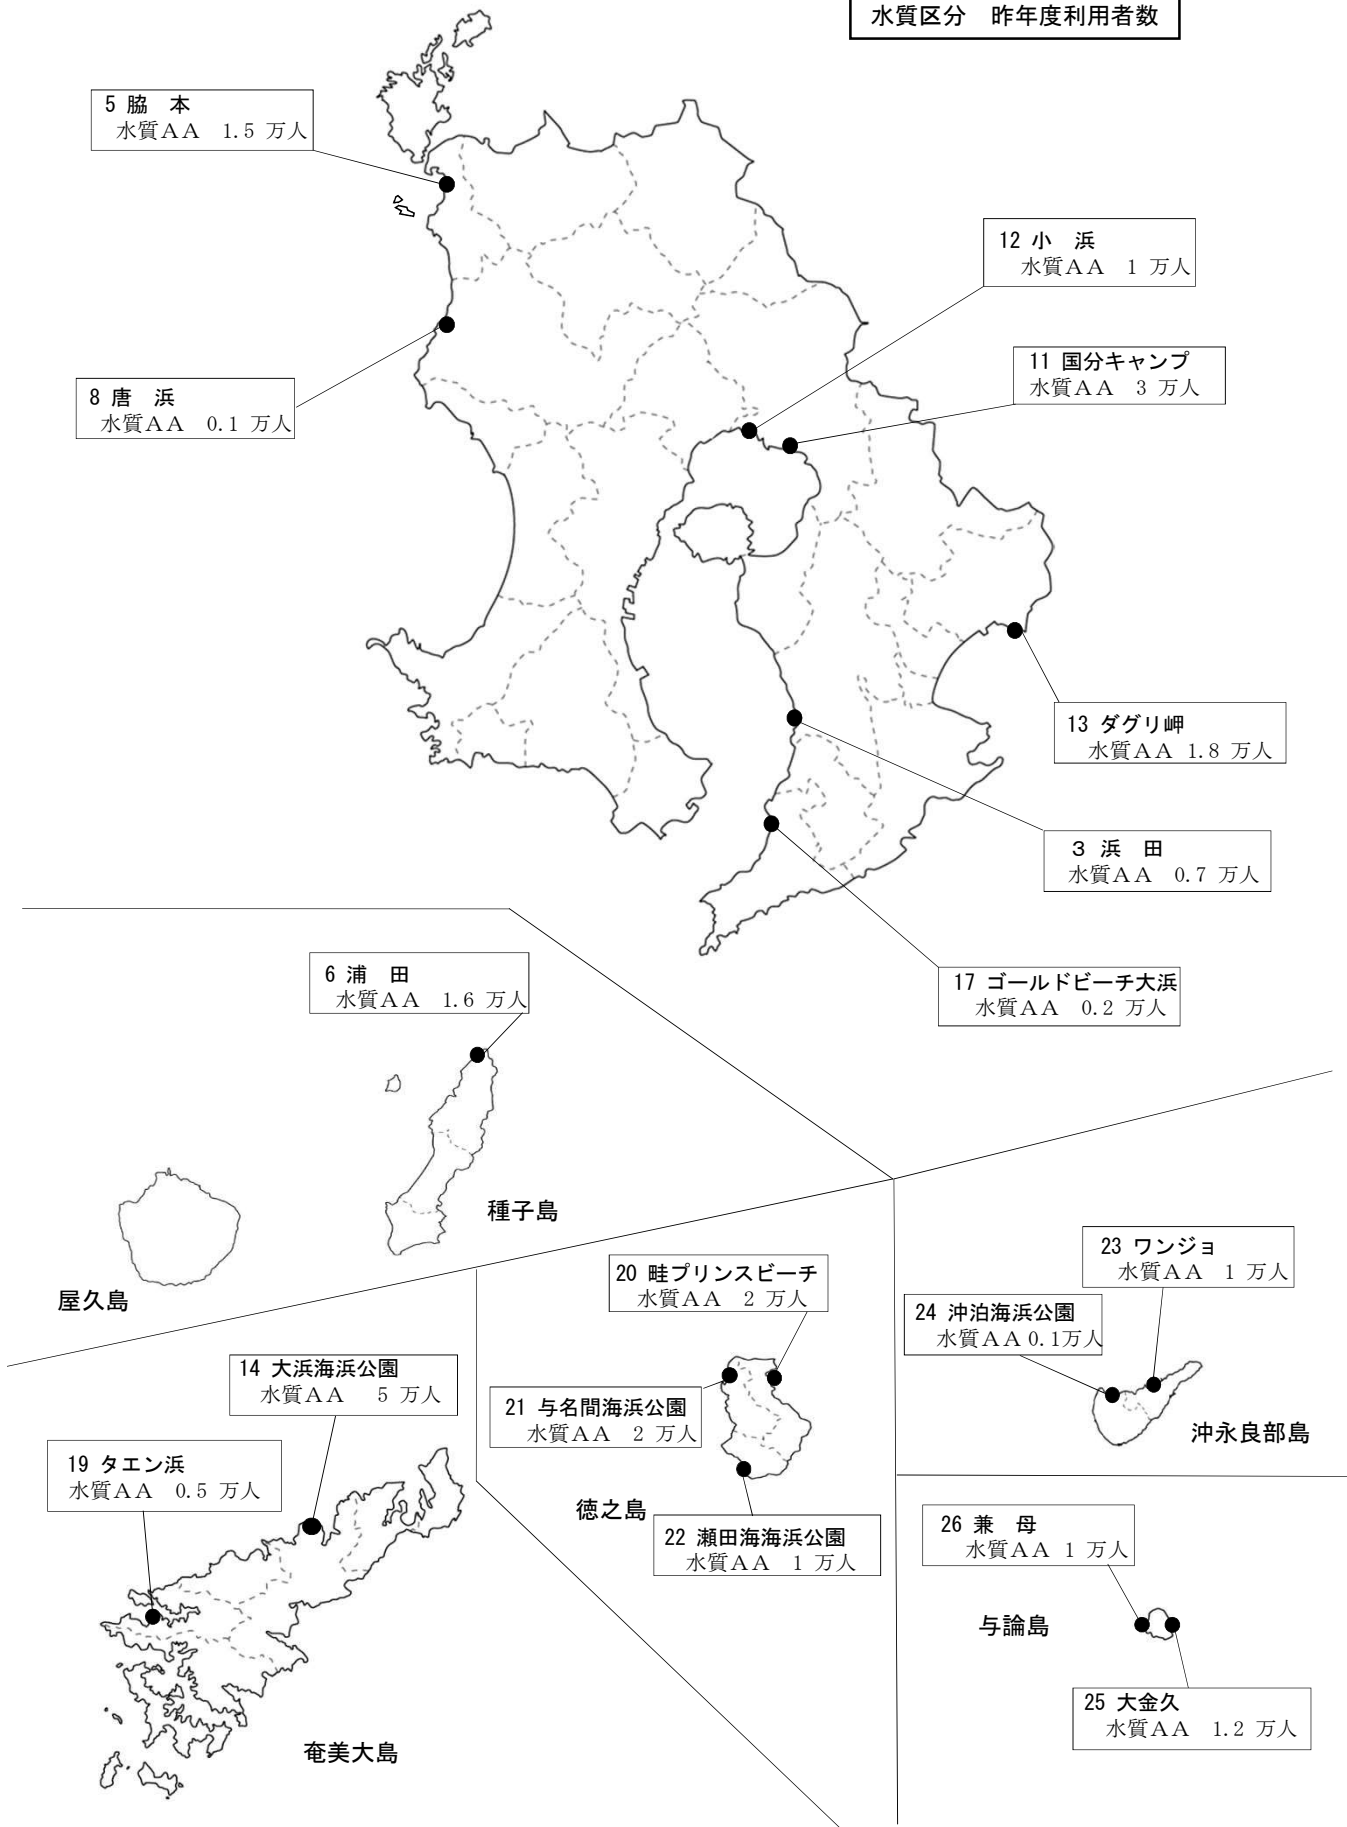 水質区分　昨年度利用者数
5 脇　本
水質ＡＡ　1.5 万人
12 小　浜
水質ＡＡ　1 万人
11 国分キャンプ
水質ＡＡ　3 万人
8 唐　浜
水質ＡＡ　0.1 万人
13 ダグリ岬
水質ＡＡ 1.8 万人
３ 浜　田
水質ＡＡ　0.7 万人
17 ゴールドビーチ大浜
水質ＡＡ　0.2 万人
6 浦　田
水質ＡＡ　1.6 万人
種子島
屋久島
20 畦プリンスビーチ
水質ＡＡ　2 万人
23 ワンジョ
水質ＡＡ　1 万人
24 沖泊海浜公園
水質ＡＡ 0.1万人
14 大浜海浜公園
水質ＡＡ　5 万人
21 与名間海浜公園
水質ＡＡ　2 万人
沖永良部島
19 タエン浜
水質ＡＡ　0.5 万人
徳之島
22 瀬田海海浜公園
水質ＡＡ　1 万人
26 兼　母
水質ＡＡ 1 万人
与論島
25 大金久
水質ＡＡ　1.2 万人
奄美大島